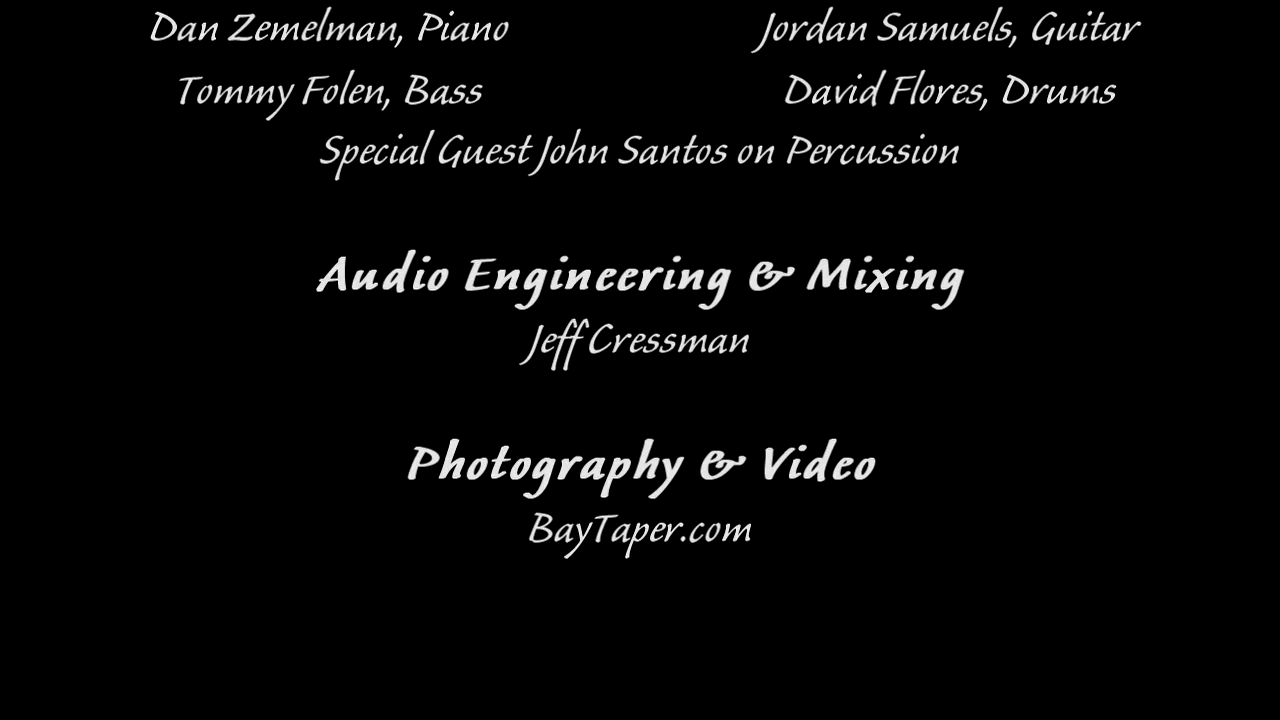 Dan Zemelman, Piano Jordan Samuels, Guitar
Tommy Folen, Bass David Flores, Drums
Special Guest John Santos on Percussion
Audio Engineering & Mixing
Jeff Cressman
Photography & Video
BayTaper.com